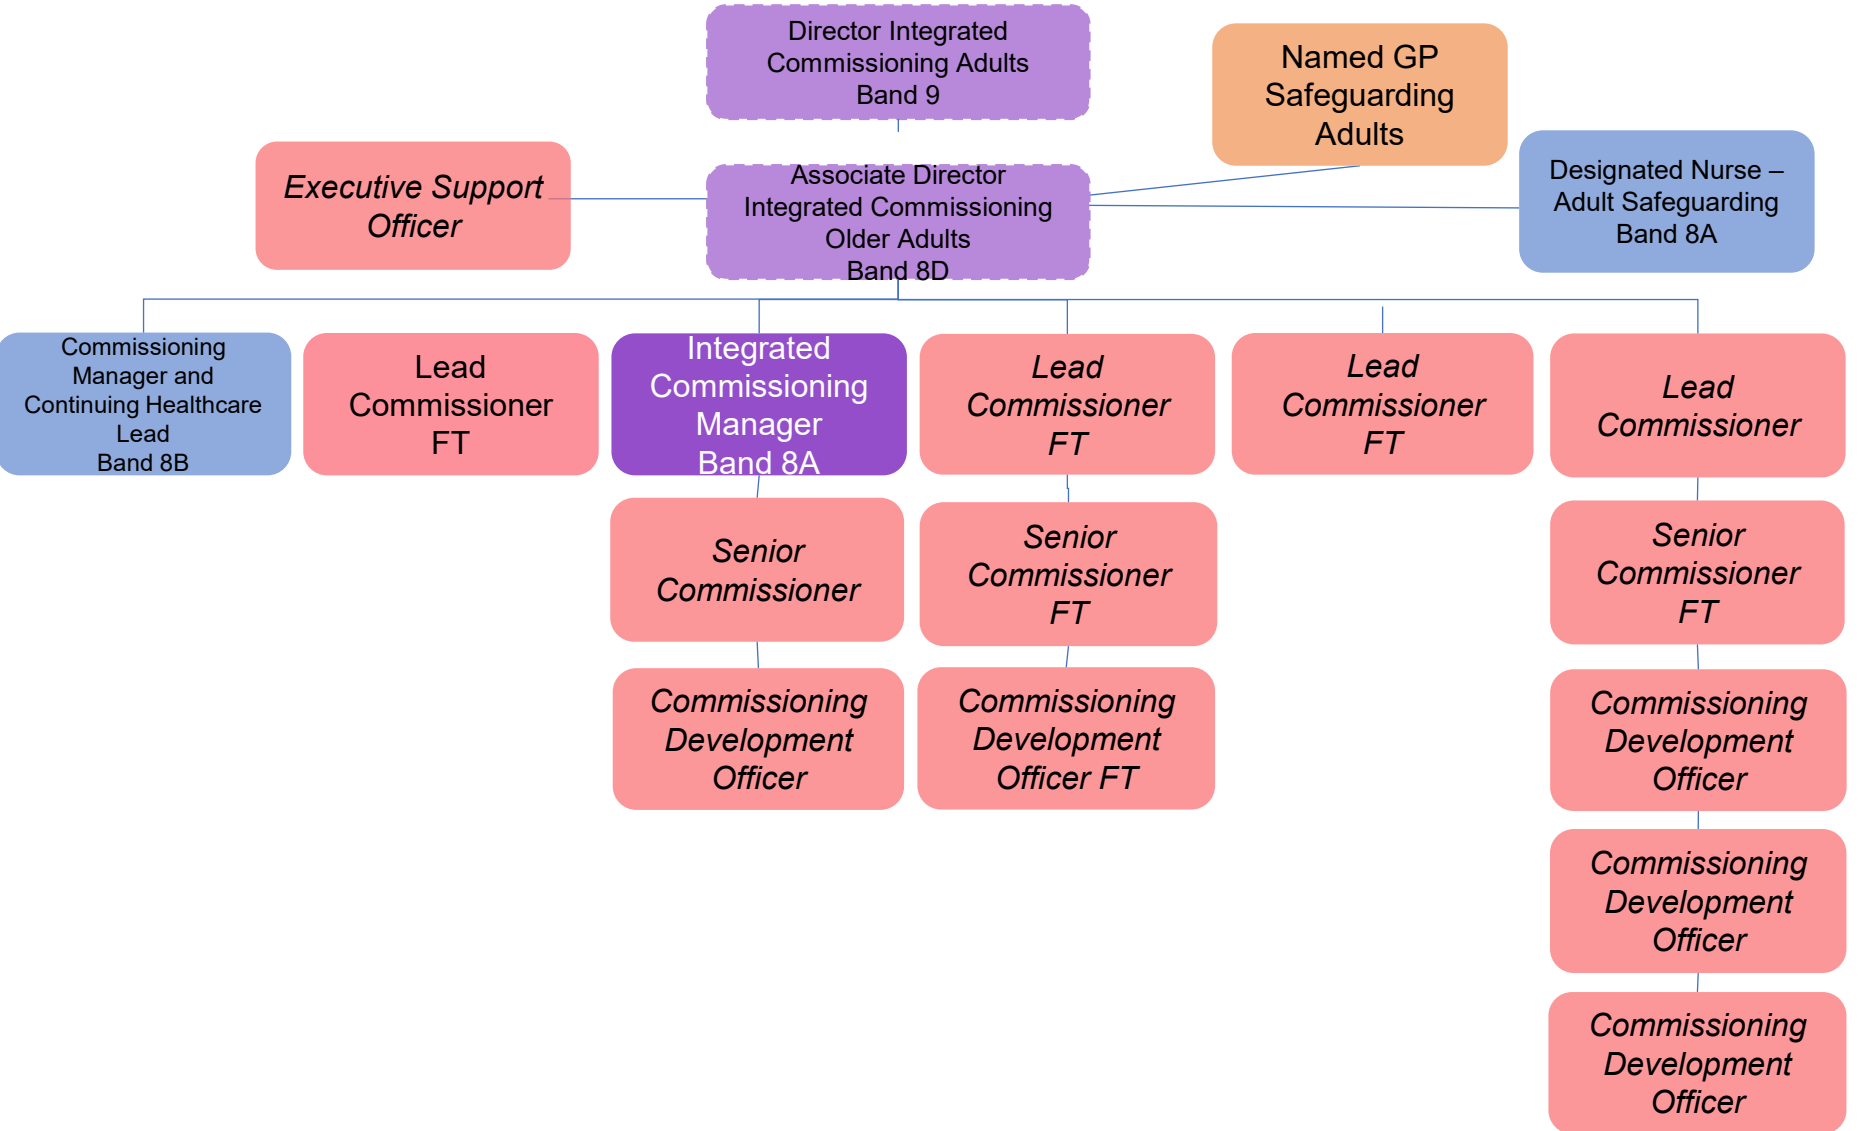 Director Integrated
Commissioning Adults
Band 9
Named GP
Safeguarding
Adults
Executive Support
Officer
Associate Director
Integrated Commissioning
Older Adults
Band 8D
Designated Nurse –
Adult Safeguarding
Band 8A
Commissioning
Manager and
Continuing Healthcare
Lead
Band 8B
Lead
Commissioner
FT
Integrated
Commissioning
Manager
Band 8A
Lead
Commissioner
FT
Lead
Commissioner
FT
Lead
Commissioner
Senior
Commissioner
Senior
Commissioner
FT
Senior
Commissioner
FT
Commissioning
Development
Officer
Commissioning
Development
Officer FT
Commissioning
Development
Officer
Commissioning
Development
Officer
Commissioning
Development
Officer